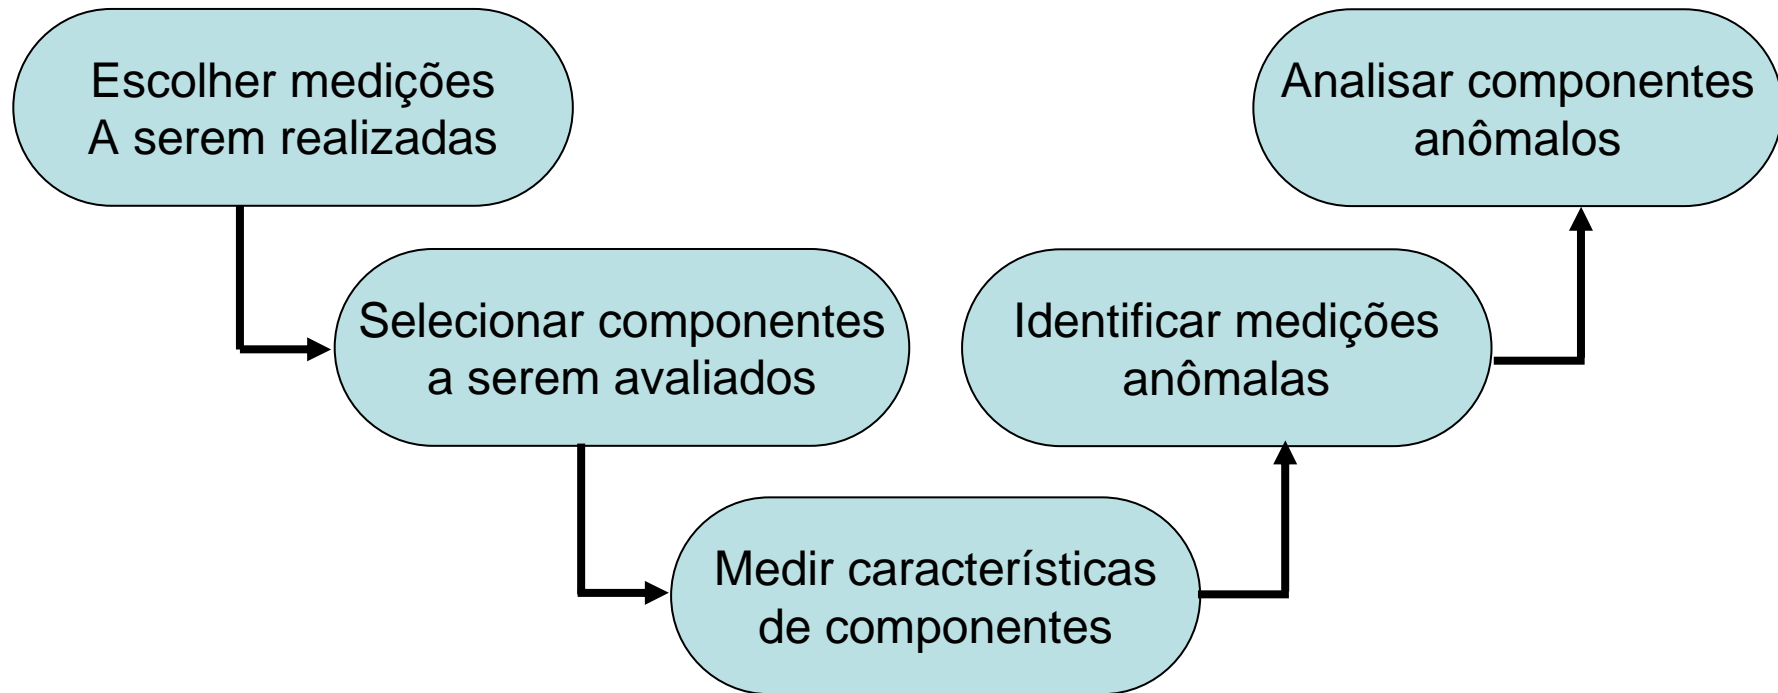 Escolher medições
A serem realizadas
Selecionar componentes
a serem avaliados
Medir características
de componentes
Identificar medições
anômalas
Analisar componentes
anômalos